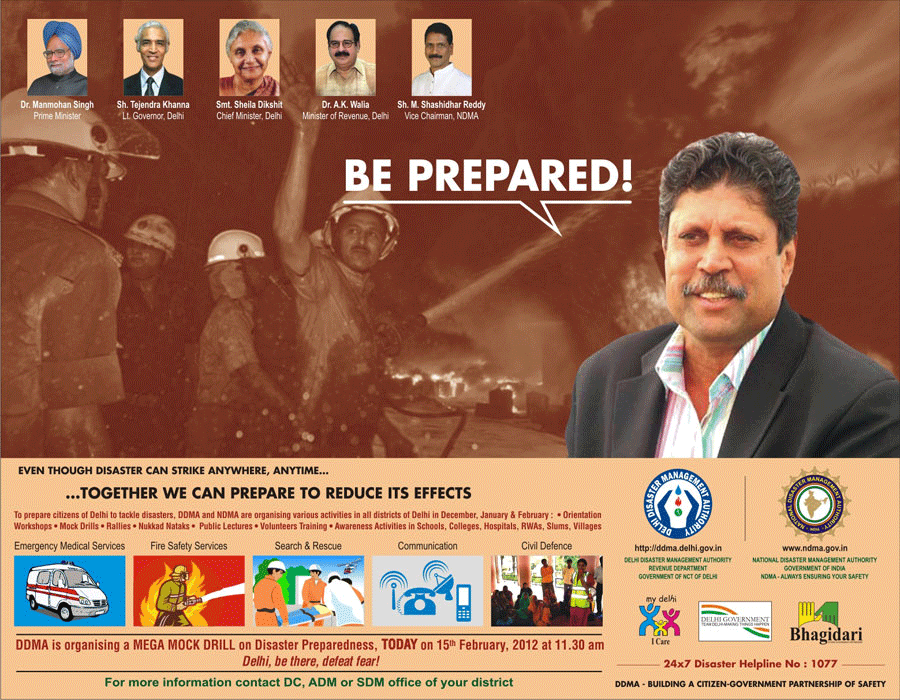 Dr. Manmohan Singh
Prime Minister
Sh. Tejendra Khanna
Lt. Governor, Delhi
Smt. Sheila Dikshit
Chief Minister, Delhi
Dr. A.K. Walia
Minister of Revenue, Delhi
Sh. M. Shashidhar Reddy
Vice Chairman, NDMA
BE PREPARED!
EVEN THOUGH DISASTER CAN STRIKE ANYWHERE, ANYTIME...
...TOGETHER WE CAN PREPARE TO REDUCE ITS EFFECTS
To prepare citizens of Delhi to tackle disasters, DDMA and NDMA are organising various activities in all districts of Delhi in December, January & February : • Orientation
Workshops • Mock Drills • Rallies • Nukkad Nataks • Public Lectures • Volunteers Training • Awareness Activities in Schools, Colleges, Hospitals, RWAs, Slums, Villages
Emergency Medical Services
Fire Safety Services
Search & Rescue
Communication
Civil Defence
DDMA is organising a MEGA MOCK DRILL on Disaster Preparedness, TODAY on 15th February, 2012 at 11.30 am
Delhi, be there, defeat fear!
For more information contact DC, ADM or SDM office of your district
DELHI DISASTER MANAGEMENT AUTHORITY
http://ddma.delhi.gov.in
DELHI DISASTER MANAGEMENT AUTHORITY
REVENUE DEPARTMENT
GOVERNMENT OF NCT OF DELHI
NATIONAL DISASTER MANAGEMENT AUTHORITY
www.ndma.gov.in
NATIONAL DISASTER MANAGEMENT AUTHORITY
GOVERNMENT OF INDIA
NDMA - ALWAYS ENSURING YOUR SAFETY
my delhi
I Care
DELHI GOVERNMENT
TEAM DELHI-MAKING THINGS HAPPEN
Bhagidari
24x7 Disaster Helpline No : 1077
DDMA - BUILDING A CITIZEN-GOVERNMENT PARTNERSHIP OF SAFETY